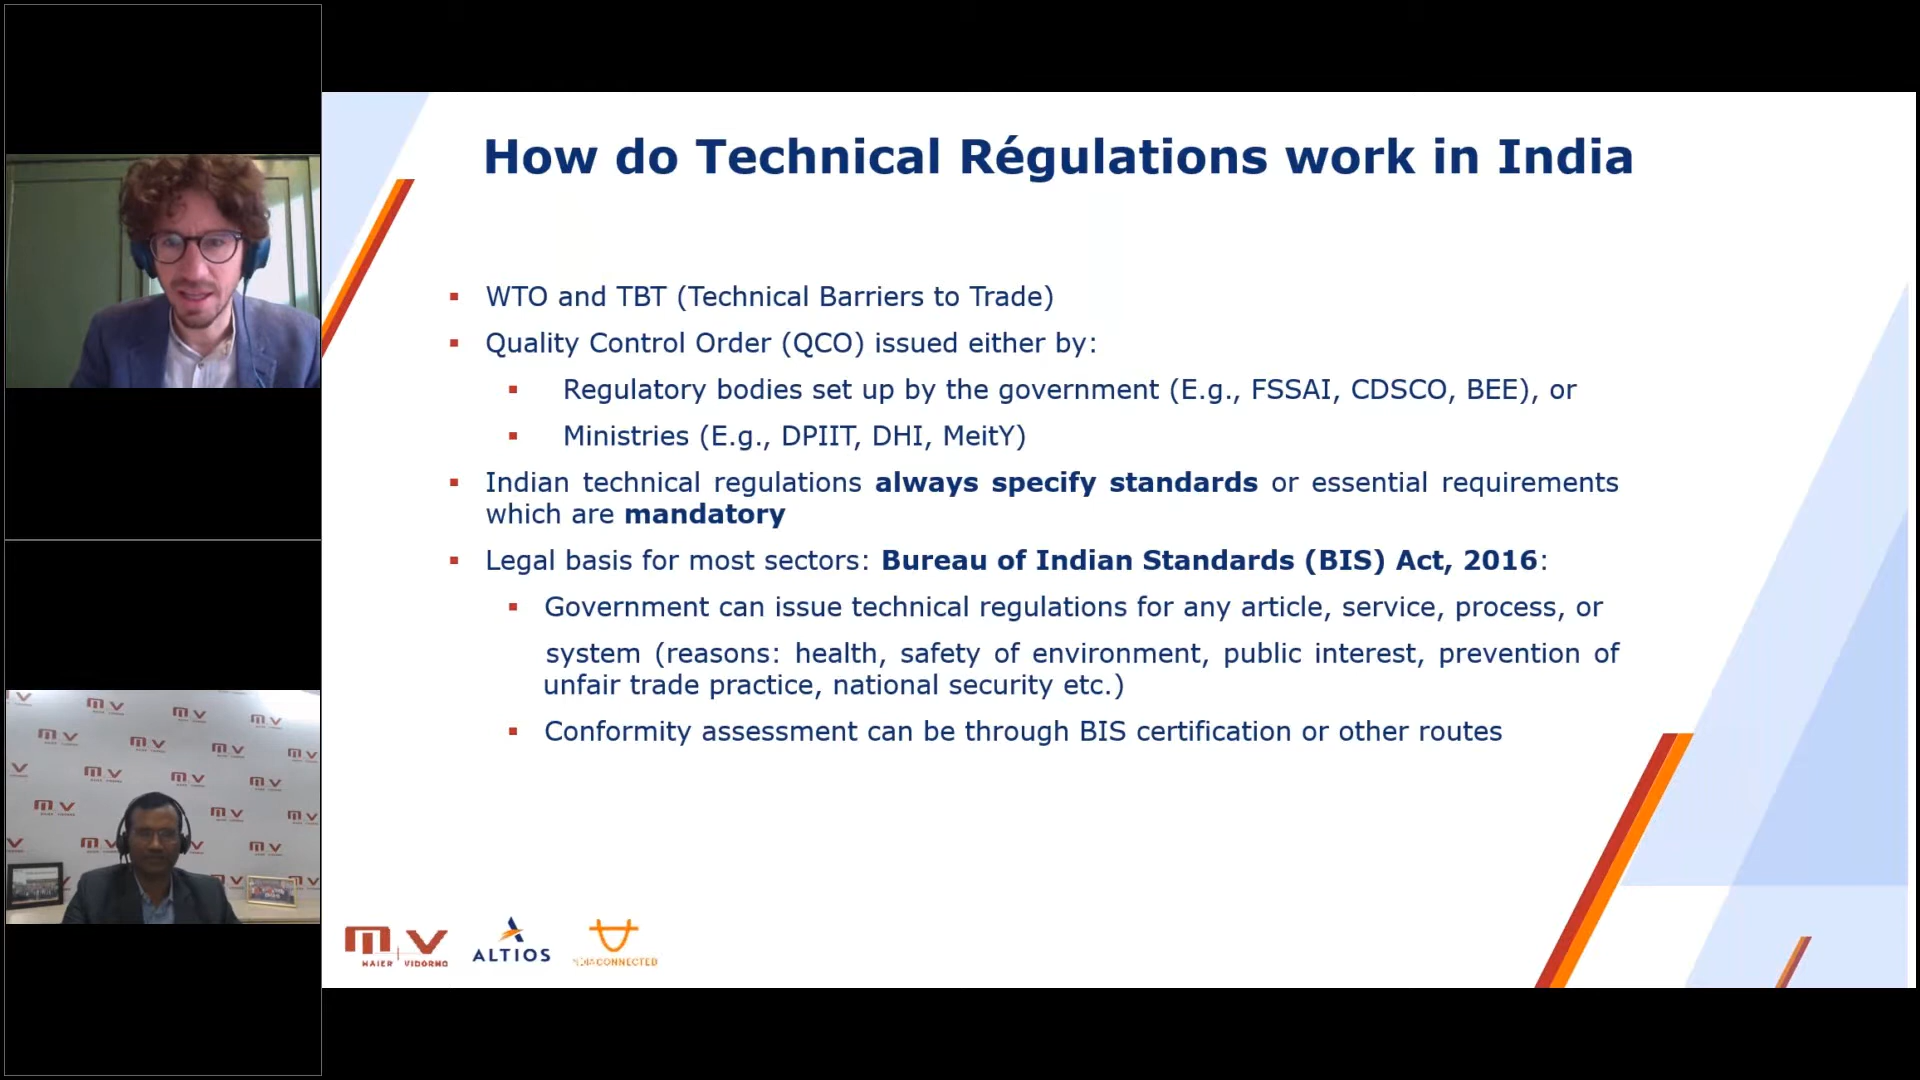 How do Technical Régulations work in India
WTO and TBT (Technical Barriers to Trade)
Quality Control Order (QCO) issued either by:
Regulatory bodies set up by the government (E.g., FSSAI, CDSCO, BEE), or
Ministries (E.g., DPIIT, DHI, MeitY)
Indian technical regulations always specify standards or essential requirements
which are mandatory
Legal basis for most sectors: Bureau of Indian Standards (BIS) Act, 2016:
Government can issue technical regulations for any article, service, process, or
system (reasons: health, safety of environment, public interest, prevention of
unfair trade practice, national security etc.)
Conformity assessment can be through BIS certification or other routes
MV
MAIER VIDORNO
ALTIOS